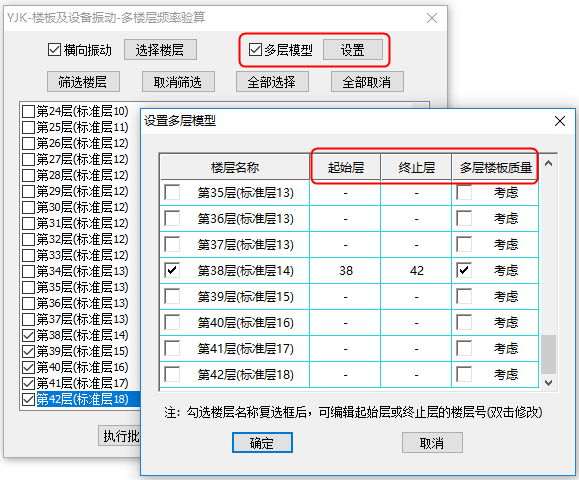 YJK-楼板及设备振动-多楼层频率验算
横向振动 选择楼层 多层模型 设置
筛选楼层 取消筛选 全部选择 全部取消
第24层(标准层10)
第25层(标准层11)
第26层(标准层12)
第27层(标准层12)
第28层(标准层12)
第29层(标准层12)
第30层(标准层12)
第31层(标准层12)
第32层(标准层12)
第33层(标准层12)
第34层(标准层13)
第35层(标准层13)
第36层(标准层13)
第37层(标准层13)
第38层(标准层14)
第39层(标准层15)
第40层(标准层16)
第41层(标准层17)
第42层(标准层18)
执行批
设置多层模型
楼层名称 起始层 终止层 多层楼板质量
第35层(标准层13) - - 考虑
第36层(标准层13) - - 考虑
第37层(标准层13) - - 考虑
第38层(标准层14) 38 42 考虑
第39层(标准层15) - - 考虑
第40层(标准层16) - - 考虑
第41层(标准层17) - - 考虑
第42层(标准层18) - - 考虑
注：勾选楼层名称复选框后，可编辑起始层或终止层的楼层号(双击修改)
确定 取消